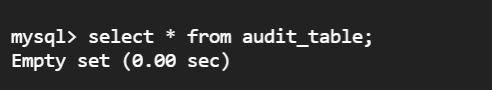 mysql> select * from audit_table;
Empty set (0.00 sec)